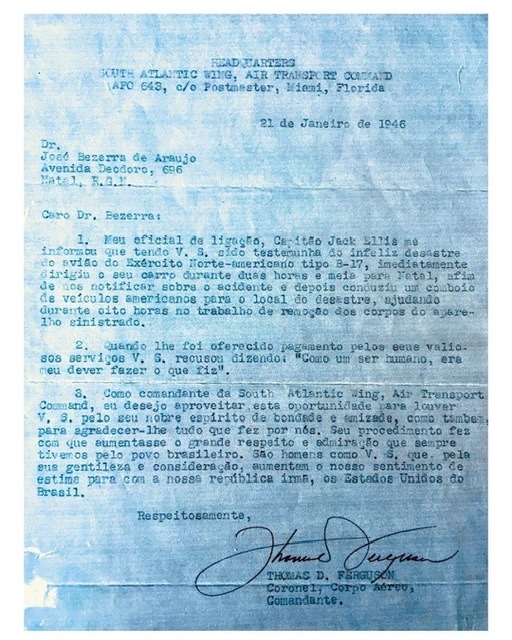 HEADQUARTERS
SOUTH ATLANTIC WING, AIR TRANSPORT COMMAND
APO 643, c/o Postmaster, Miami, Florida
21 de Janeiro de 1946
Dr.
José Bezerra de Araujo
Avenida Deodoro, 696
Natal, R.G.N.
Caro Dr. Bezerra:
1. Meu oficial de ligação, Capitão Jack Ellis me
informou que tendo V. S. sido testemunha do infeliz desastre
do avião do Exército Norte-americano tipo B-17, imediatamente
dirigiu o seu carro durante duas horas e meia para Natal, afim
de nos notificar sobre o acidente e depois conduziu um comboio
de veículos americanos para o local do desastre, ajudando
durante oito horas no trabalho de remoção dos corpos do apare-
lho sinistrado.
2. Quando lhe foi oferecido pagamento pelos seus valio-
sos serviços V. S. recusou dizendo: "Como um ser humano, era
meu dever fazer o que fiz".
3. Como comandante da South Atlantic Wing, Air Transport
Command, eu desejo aproveitar esta oportunidade para louvar
V. S. pelo seu nobre espírito de bondade e amizade, como tambam
para agradecer-lhe tudo que fez por nós. Seu procedimento fez
com que aumentasse o grande respeito e admiração que sempre
tivemos pelo povo brasileiro. São homens como V. S. que, pela
sua gentileza e consideração, aumentam o nosso sentimento de
estima para com a nossa república irmã, os Estados Unidos do
Brasil.
Respeitosamente,
Thomas D. Ferguson
THOMAS D. FERGUSON
Coronel, Corpo Aéreo,
Comandante.